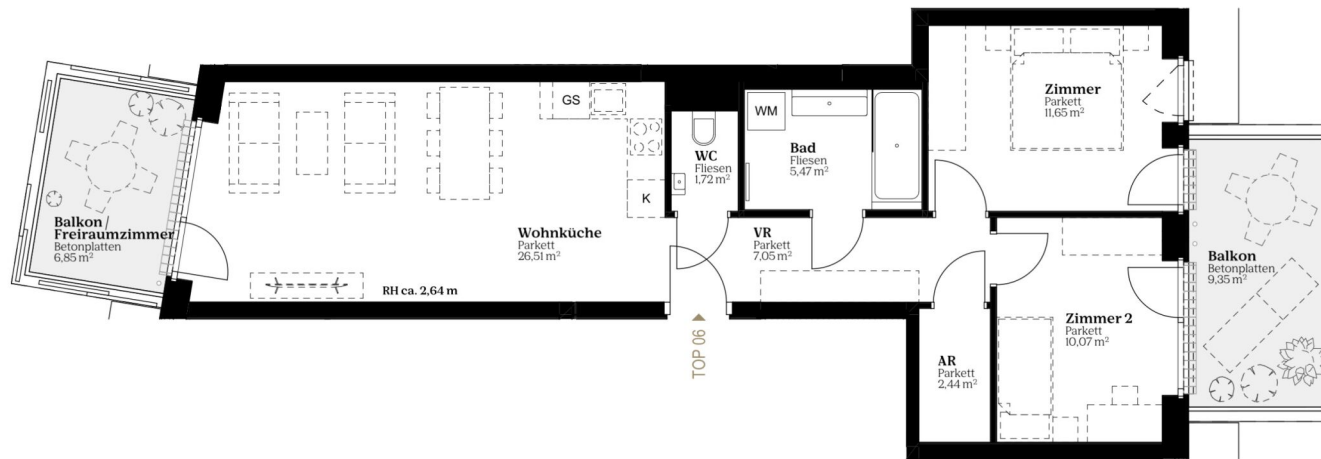 Balkon /
Freiraumzimmer
Betonplatten
6,85 m²
GS
K
Wohnküche
Parkett
26,51 m²
RH ca. 2,64 m
WC
Fliesen
1,72 m²
WM
Bad
Fliesen
5,47 m²
VR
Parkett
7,05 m²
TOP 06
Zimmer
Parkett
11,65 m²
Zimmer 2
Parkett
10,07 m²
AR
Parkett
2,44 m²
Balkon
Betonplatten
9,35 m²